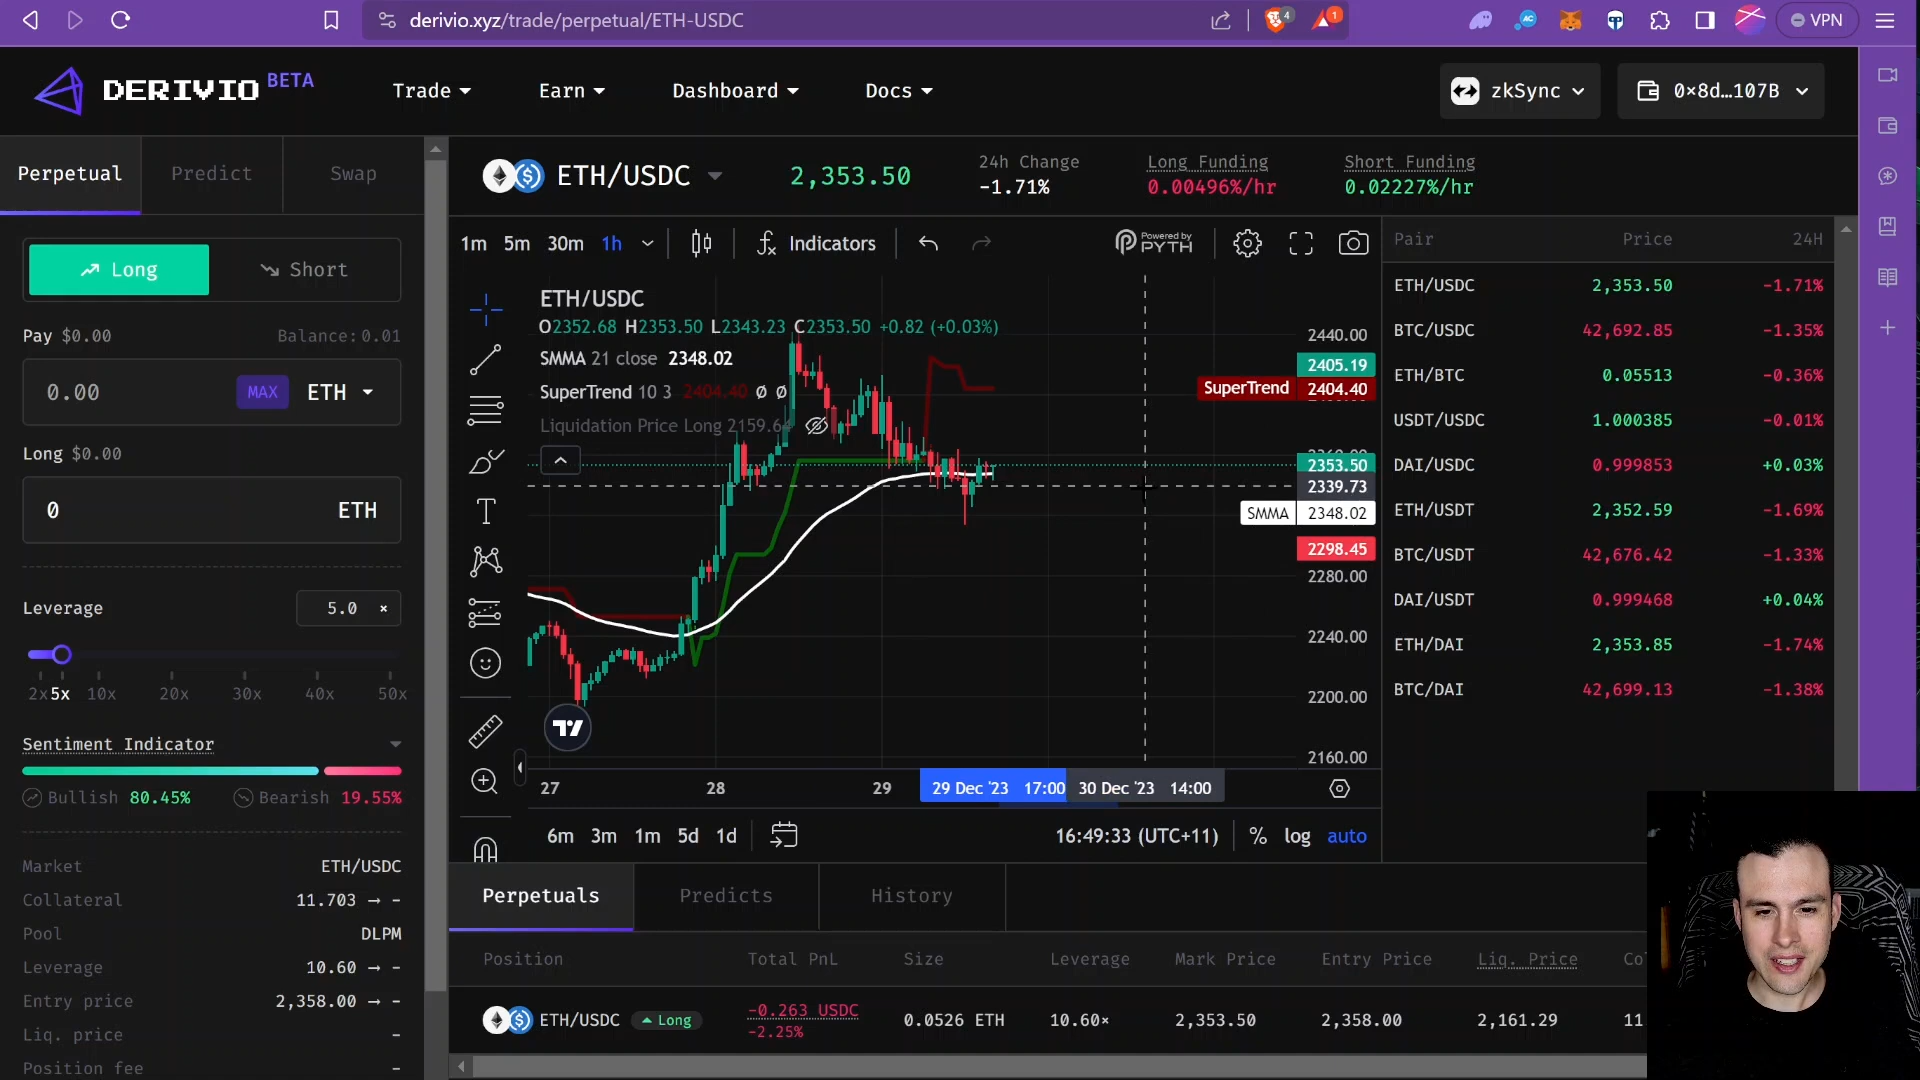 derivio.xyz/trade/perpetual/ETH-USDC
4
1
VPN
DERIVIO BETA
Trade
Earn
Dashboard
Docs
zkSync
0×8d…107B
Perpetual
Predict
Swap
Long
Short
Pay $0.00
Balance: 0.01
0.00
MAX
ETH
Long $0.00
0
ETH
Leverage
5.0 ×
2x 5x 10x 20x 30x 40x 50x
Sentiment Indicator
Bullish 80.45%
Bearish 19.55%
Market ETH/USDC
Collateral 11.703 → -
Pool DLPM
Leverage 10.60 → -
Entry price 2,358.00 → -
Liq. price -
Position fee -
ETH/USDC
2,353.50
24h Change
-1.71%
Long Funding
0.00496%/hr
Short Funding
0.02227%/hr
1m 5m 30m 1h
Indicators
Powered by
PYTH
ETH/USDC
O2352.68 H2353.50 L2343.23 C2353.50 +0.82 (+0.03%)
SMMA 21 close 2348.02
SuperTrend 10 3 2404.40 Ø Ø
Liquidation Price Long 2159.64
2440.00
2405.19
SuperTrend 2404.40
2353.50
2339.73
SMMA 2348.02
2298.45
2280.00
2240.00
2200.00
2160.00
27 28 29
29 Dec '23 17:00
30 Dec '23 14:00
6m 3m 1m 5d 1d
16:49:33 (UTC+11)
% log auto
Pair Price 24H
ETH/USDC 2,353.50 -1.71%
BTC/USDC 42,692.85 -1.35%
ETH/BTC 0.05513 -0.36%
USDT/USDC 1.000385 -0.01%
DAI/USDC 0.999853 +0.03%
ETH/USDT 2,352.59 -1.69%
BTC/USDT 42,676.42 -1.33%
DAI/USDT 0.999468 +0.04%
ETH/DAI 2,353.85 -1.74%
BTC/DAI 42,699.13 -1.38%
Perpetuals
Predicts
History
Position Total PnL Size Leverage Mark Price Entry Price Liq. Price Co
ETH/USDC Long -0.263 USDC 0.0526 ETH 10.60× 2,353.50 2,358.00 2,161.29 11
-2.25%